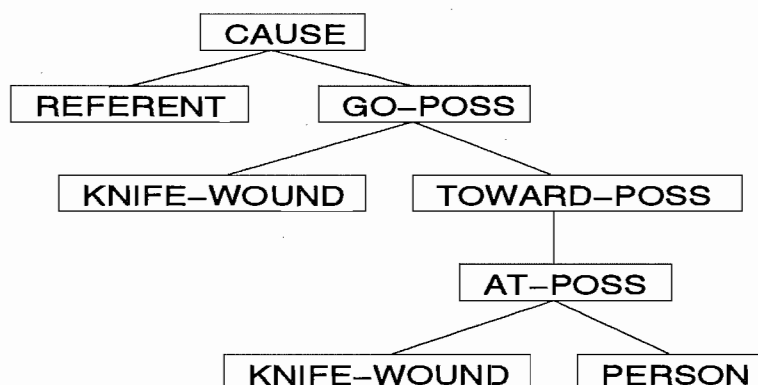 CAUSE
REFERENT GO–POSS
KNIFE–WOUND TOWARD–POSS
AT–POSS
KNIFE–WOUND PERSON